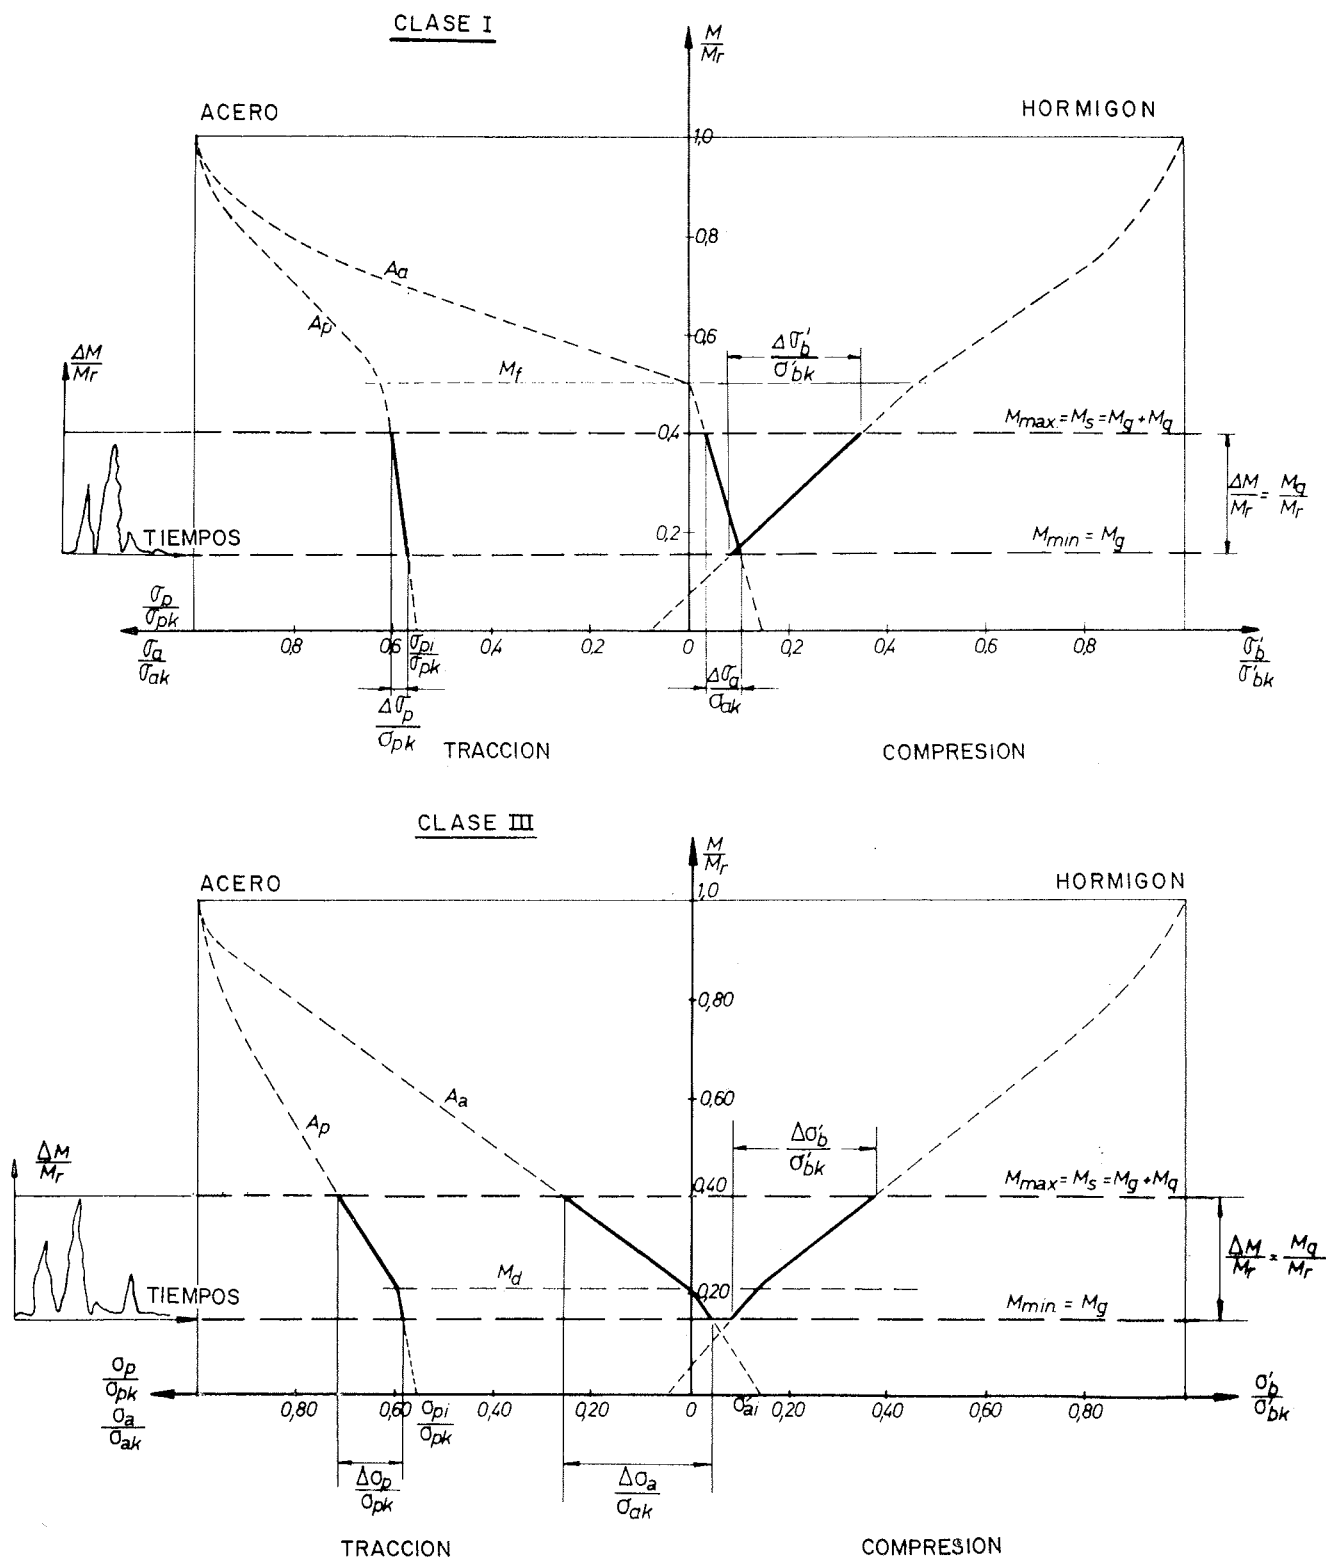 CLASE I
M/Mr
ACERO
HORMIGON
1,0
0,8
Aa
Ap
0,6
Δσ'b/σ'bk
ΔM/Mr
Mf
Mmax.=Ms=Mg+Mq
0,4
ΔM/Mr = Mq/Mr
TIEMPOS
0,2
Mmin = Mg
σp/σpk
σa/σak
0,8
0,6
σpi/σpk
0,4
0,2
0
0,2
0,4
0,6
0,8
σ'b/σ'bk
Δσp/σpk
Δσa/σak
TRACCION
COMPRESION
CLASE III
M/Mr
ACERO
HORMIGON
1,0
0,80
0,60
Aa
Ap
Δσ'b/σ'bk
ΔM/Mr
0,40
Mmax=Ms=Mg+Mq
ΔM/Mr = Mq/Mr
Md
0,20
TIEMPOS
Mmin = Mg
σp/σpk
σa/σak
0,80
0,60
σpi/σpk
0,40
0,20
0
σ'ai
0,20
0,40
0,60
0,80
σ'b/σ'bk
Δσp/σpk
Δσa/σak
TRACCION
COMPRESION